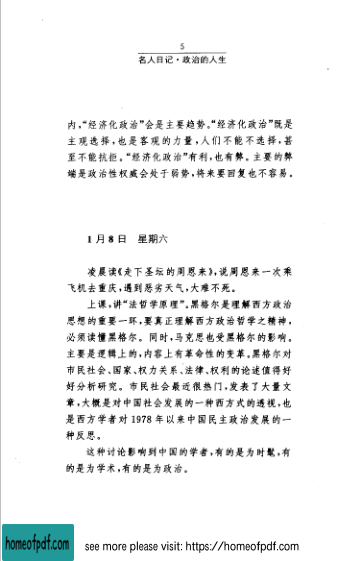 5
名人日记·政治的人生
内,“经济化政治”会是主要趋势。“经济化政治”既是
主观选择,也是客观的力量,人们不能不选择,甚
至不能抗拒。“经济化政治”有利,也有弊。主要的弊
端是政治性权威会处于弱势,将来要回复也不容易。
1月8日 星期六
凌晨读《走下圣坛的周恩来》,说周恩来一次乘
飞机去重庆,遇到恶劣天气,大难不死。
上课,讲“法哲学原理”。黑格尔是理解西方政治
思想的重要一环,要真正理解西方政治哲学之精神,
必须读懂黑格尔。同时,马克思也受黑格尔的影响。
主要是逻辑上的,内容上有革命性的变革。黑格尔对
市民社会、国家、权力关系、法律、权利的论述值得好
好分析研究。市民社会最近很热门,发表了大量文
章,大概是对中国社会发展的一种西方式的透视,也
是西方学者对1978年以来中国民主政治发展的一
种反思。
这种讨论影响到中国的学者,有的是为时髦,有
的是为学术,有的是为政治。
homeofpdf.com
see more please visit: https://homeofpdf.com